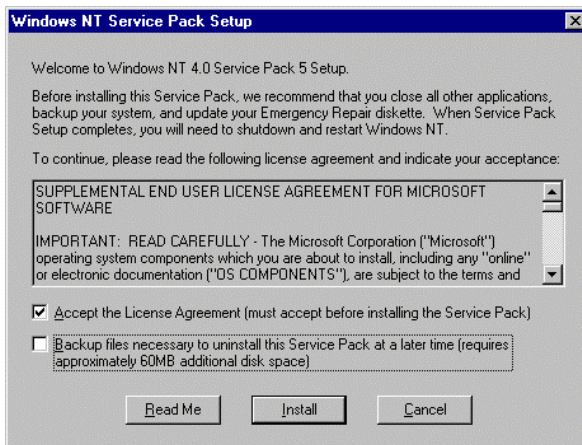 Windows NT Service Pack Setup
Welcome to Windows NT 4.0 Service Pack 5 Setup.
Before installing this Service Pack, we recommend that you close all other applications,
backup your system, and update your Emergency Repair diskette.  When Service Pack
Setup completes, you will need to shutdown and restart Windows NT.
To continue, please read the following license agreement and indicate your acceptance:
SUPPLEMENTAL END USER LICENSE AGREEMENT FOR MICROSOFT
SOFTWARE
IMPORTANT:  READ CAREFULLY - The Microsoft Corporation ("Microsoft")
operating system components which you are about to install, including any "online"
or electronic documentation ("OS COMPONENTS"), are subject to the terms and
Accept the License Agreement (must accept before installing the Service Pack)
Backup files necessary to uninstall this Service Pack at a later time (requires
approximately 60MB additional disk space)
Read Me Install Cancel